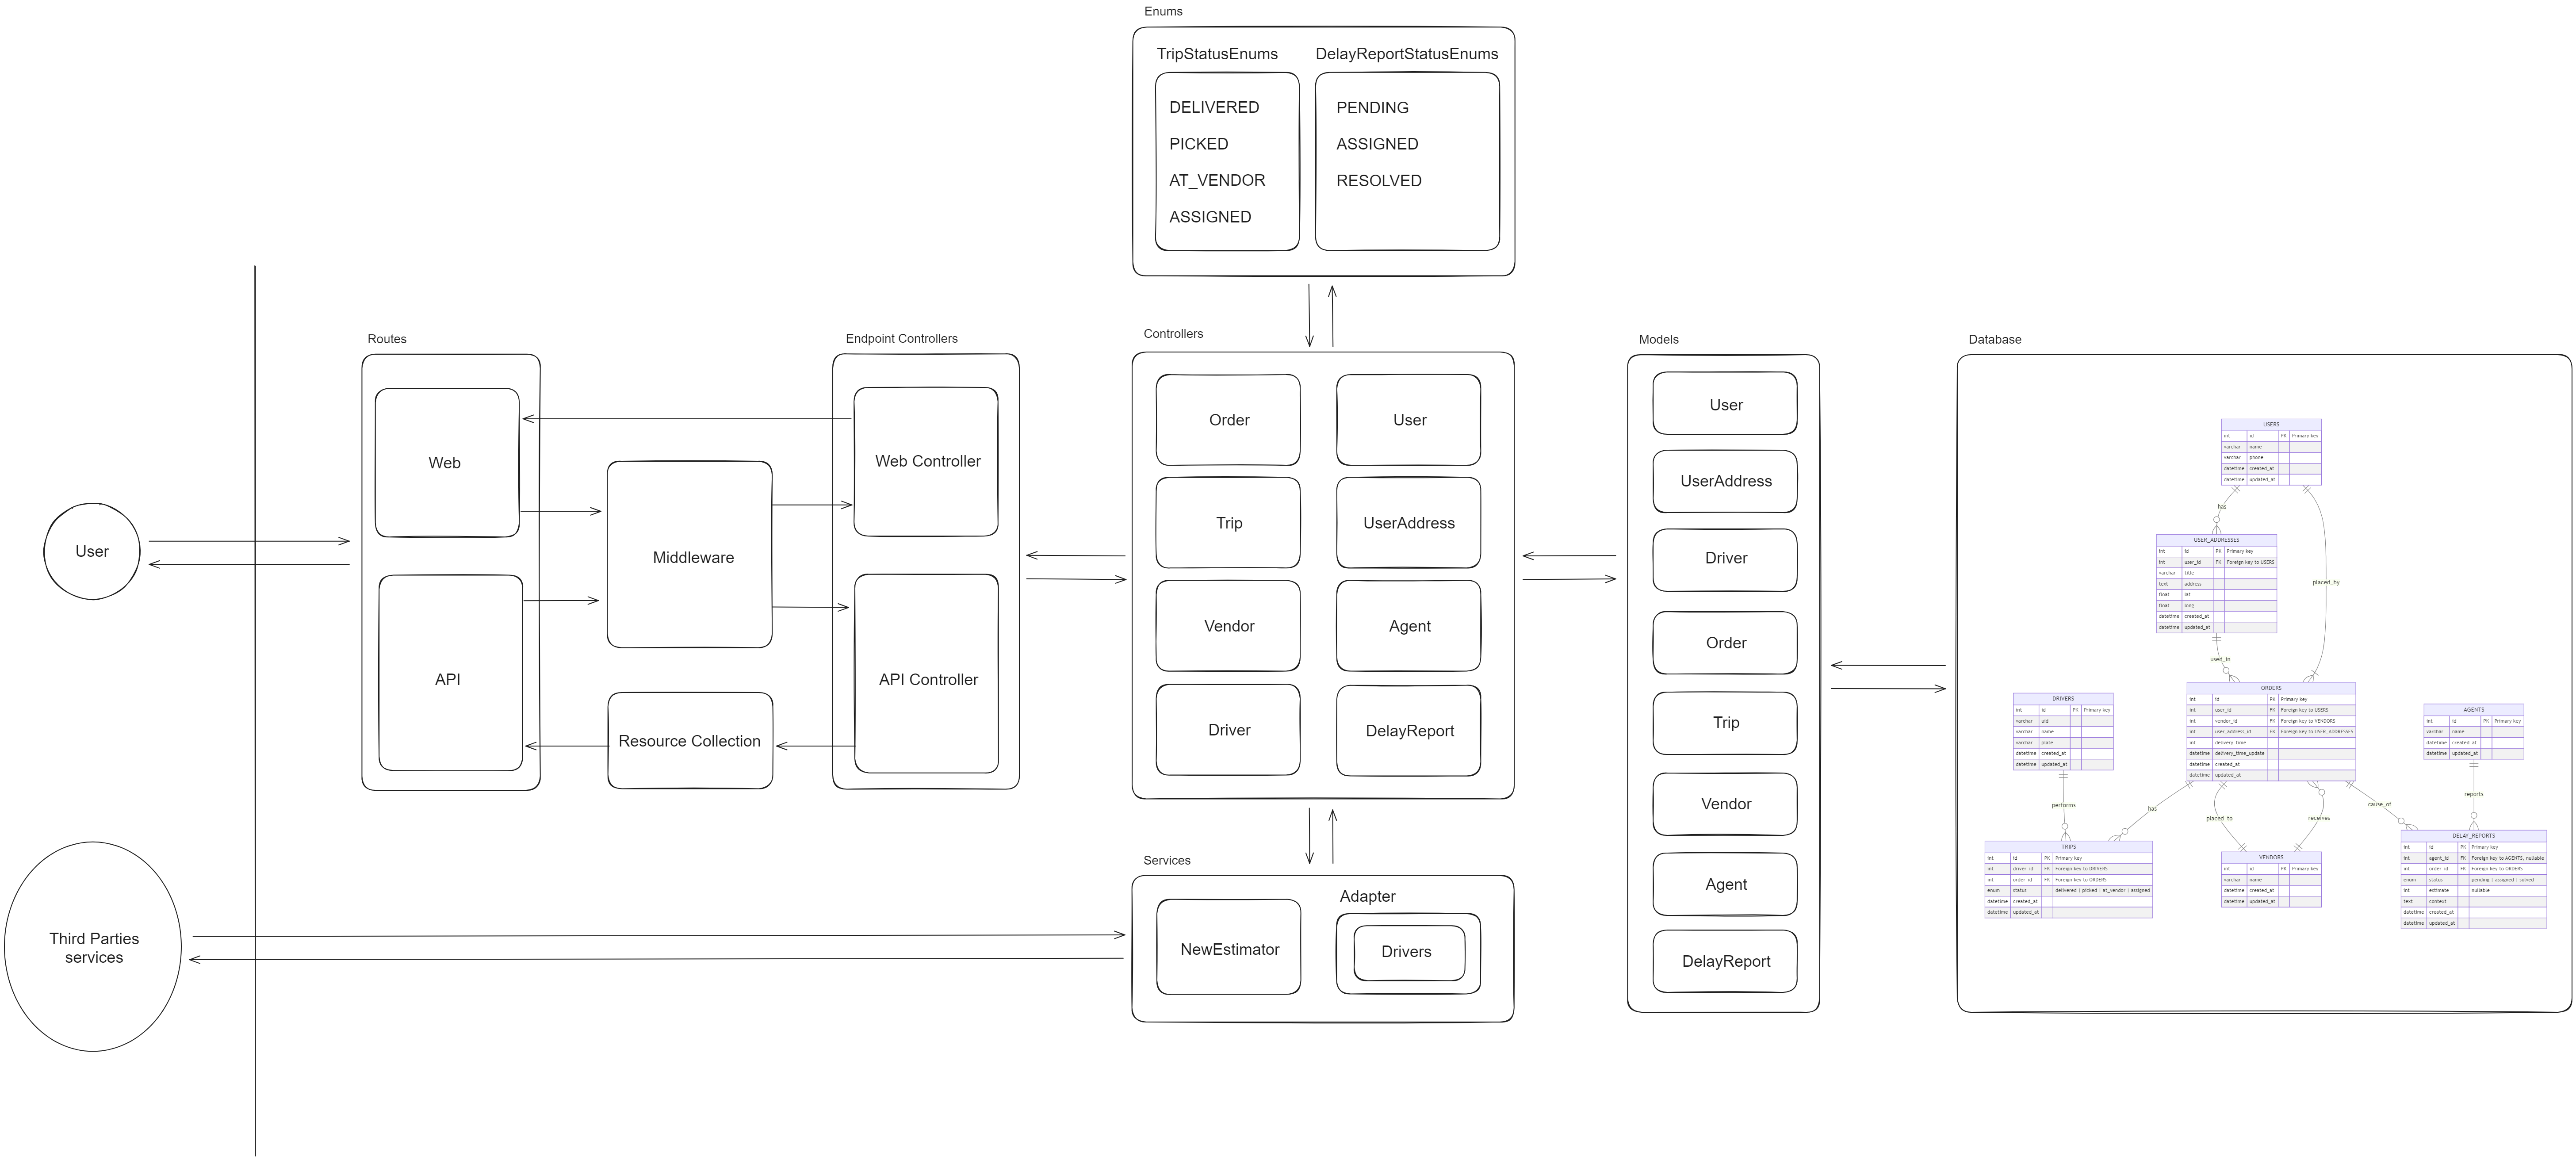 Enums
TripStatusEnums
DELIVERED
PICKED
AT_VENDOR
ASSIGNED
DelayReportStatusEnums
PENDING
ASSIGNED
RESOLVED
User
Third Parties
services
Routes
Web
API
Middleware
Resource Collection
Endpoint Controllers
Web Controller
API Controller
Controllers
Order
User
Trip
UserAddress
Vendor
Agent
Driver
DelayReport
Services
NewEstimator
Adapter
Drivers
Models
User
UserAddress
Driver
Order
Trip
Vendor
Agent
DelayReport
Database
USERS
int id PK Primary key
varchar name
varchar phone
datetime created_at
datetime updated_at
has
placed_by
USER_ADDRESSES
int id PK Primary key
int user_id FK Foreign key to USERS
varchar title
text address
float lat
float long
datetime created_at
datetime updated_at
used_in
ORDERS
int id PK Primary key
int user_id FK Foreign key to USERS
int vendor_id FK Foreign key to VENDORS
int user_address_id FK Foreign key to USER_ADDRESSES
int delivery_time
datetime delivery_time_update
datetime created_at
datetime updated_at
DRIVERS
int id PK Primary key
varchar uid
varchar name
varchar plate
datetime created_at
datetime updated_at
AGENTS
int id PK Primary key
varchar name
datetime created_at
datetime updated_at
performs
has
placed_to
receives
cause_of
reports
TRIPS
int id PK Primary key
int driver_id FK Foreign key to DRIVERS
int order_id FK Foreign key to ORDERS
enum status delivered | picked | at_vendor | assigned
datetime created_at
datetime updated_at
VENDORS
int id PK Primary key
varchar name
datetime created_at
datetime updated_at
DELAY_REPORTS
int id PK Primary key
int agent_id FK Foreign key to AGENTS, nullable
int order_id FK Foreign key to ORDERS
enum status pending | assigned | solved
int estimate nullable
text context
datetime created_at
datetime updated_at